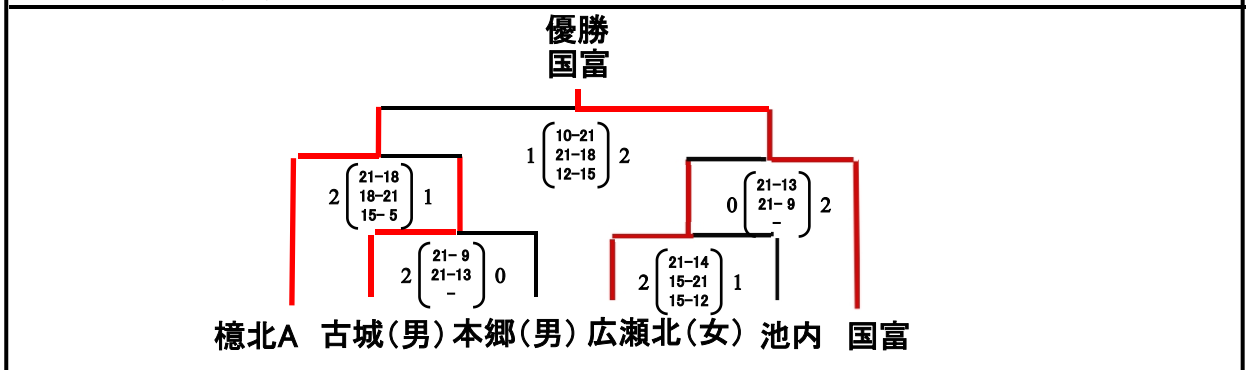 優勝
国富
1 10-21 2
21-18
12-15
2 21-18 1
18-21
15- 5
0 21-13 2
21- 9
-
2 21- 9 0
21-13
-
2 21-14 1
15-21
15-12
檍北A 古城(男) 本郷(男) 広瀬北(女) 池内 国富